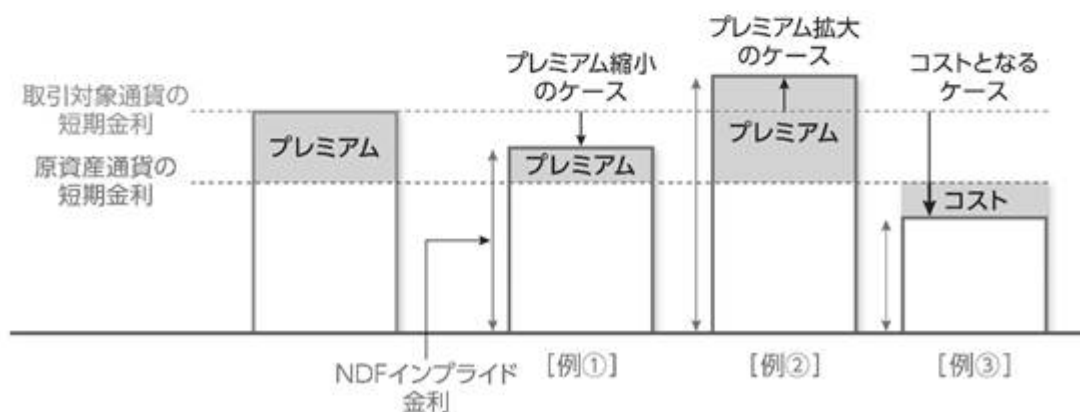 プレミアム縮小
のケース
プレミアム拡大
のケース
コストとなる
ケース
取引対象通貨の
短期金利
プレミアム
プレミアム
プレミアム
原資産通貨の
短期金利
コスト
NDFインプライド
金利
[例①]
[例②]
[例③]